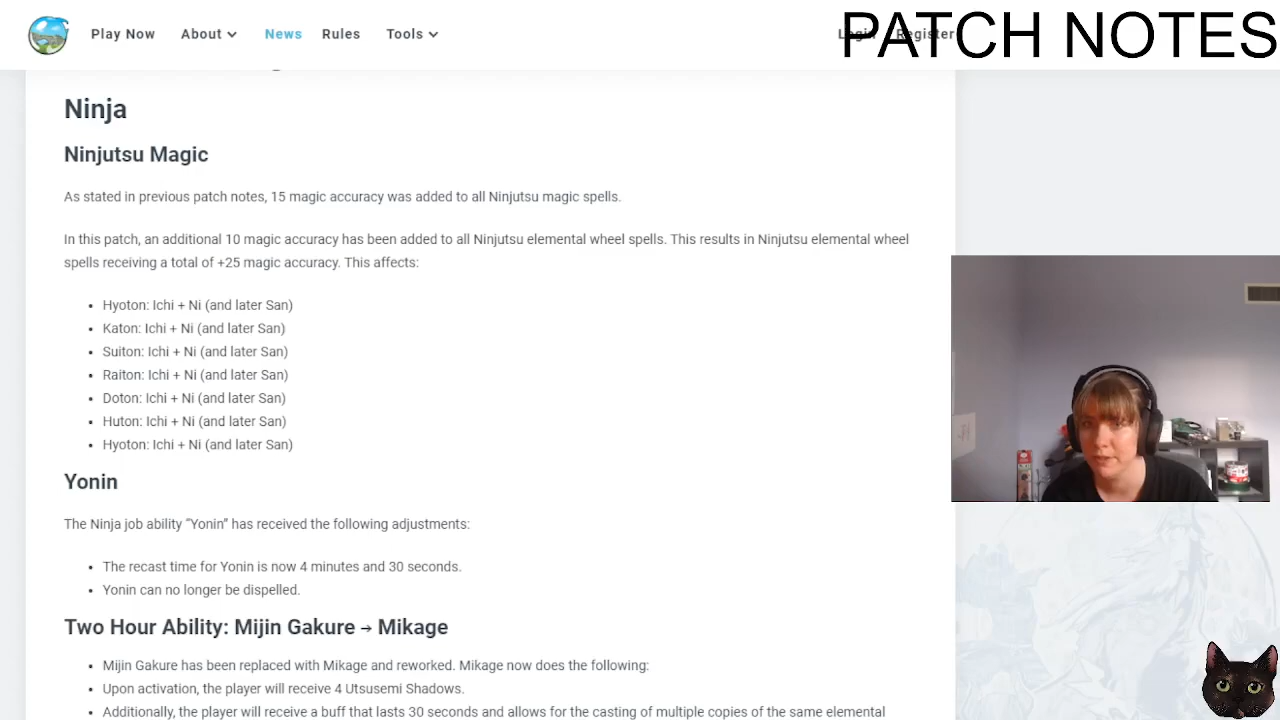 Play Now
About
News
Rules
Tools
Login
Register
PATCH NOTES
Ninja
Ninjutsu Magic
As stated in previous patch notes, 15 magic accuracy was added to all Ninjutsu magic spells.
In this patch, an additional 10 magic accuracy has been added to all Ninjutsu elemental wheel spells. This results in Ninjutsu elemental wheel
spells receiving a total of +25 magic accuracy. This affects:
• Hyoton: Ichi + Ni (and later San)
• Katon: Ichi + Ni (and later San)
• Suiton: Ichi + Ni (and later San)
• Raiton: Ichi + Ni (and later San)
• Doton: Ichi + Ni (and later San)
• Huton: Ichi + Ni (and later San)
• Hyoton: Ichi + Ni (and later San)
Yonin
The Ninja job ability “Yonin” has received the following adjustments:
• The recast time for Yonin is now 4 minutes and 30 seconds.
• Yonin can no longer be dispelled.
Two Hour Ability: Mijin Gakure → Mikage
• Mijin Gakure has been replaced with Mikage and reworked. Mikage now does the following:
• Upon activation, the player will receive 4 Utsusemi Shadows.
• Additionally, the player will receive a buff that lasts 30 seconds and allows for the casting of multiple copies of the same elemental